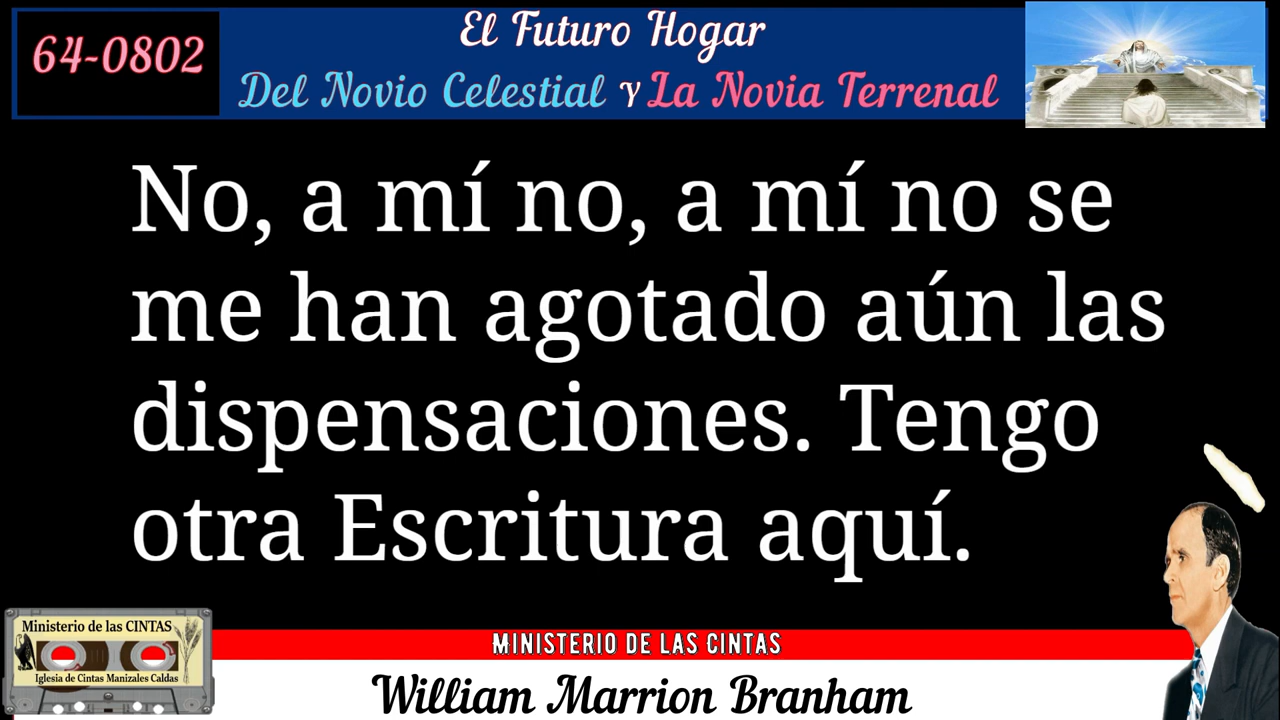 64-0802
El Futuro Hogar
Del Novio Celestial Y La Novia Terrenal
No, a mí no, a mí no se
me han agotado aún las
dispensaciones. Tengo
otra Escritura aquí.
Ministerio de las CINTAS
Iglesia de Cintas Manizales Caldas
MINISTERIO DE LAS CINTAS
William Marrion Branham